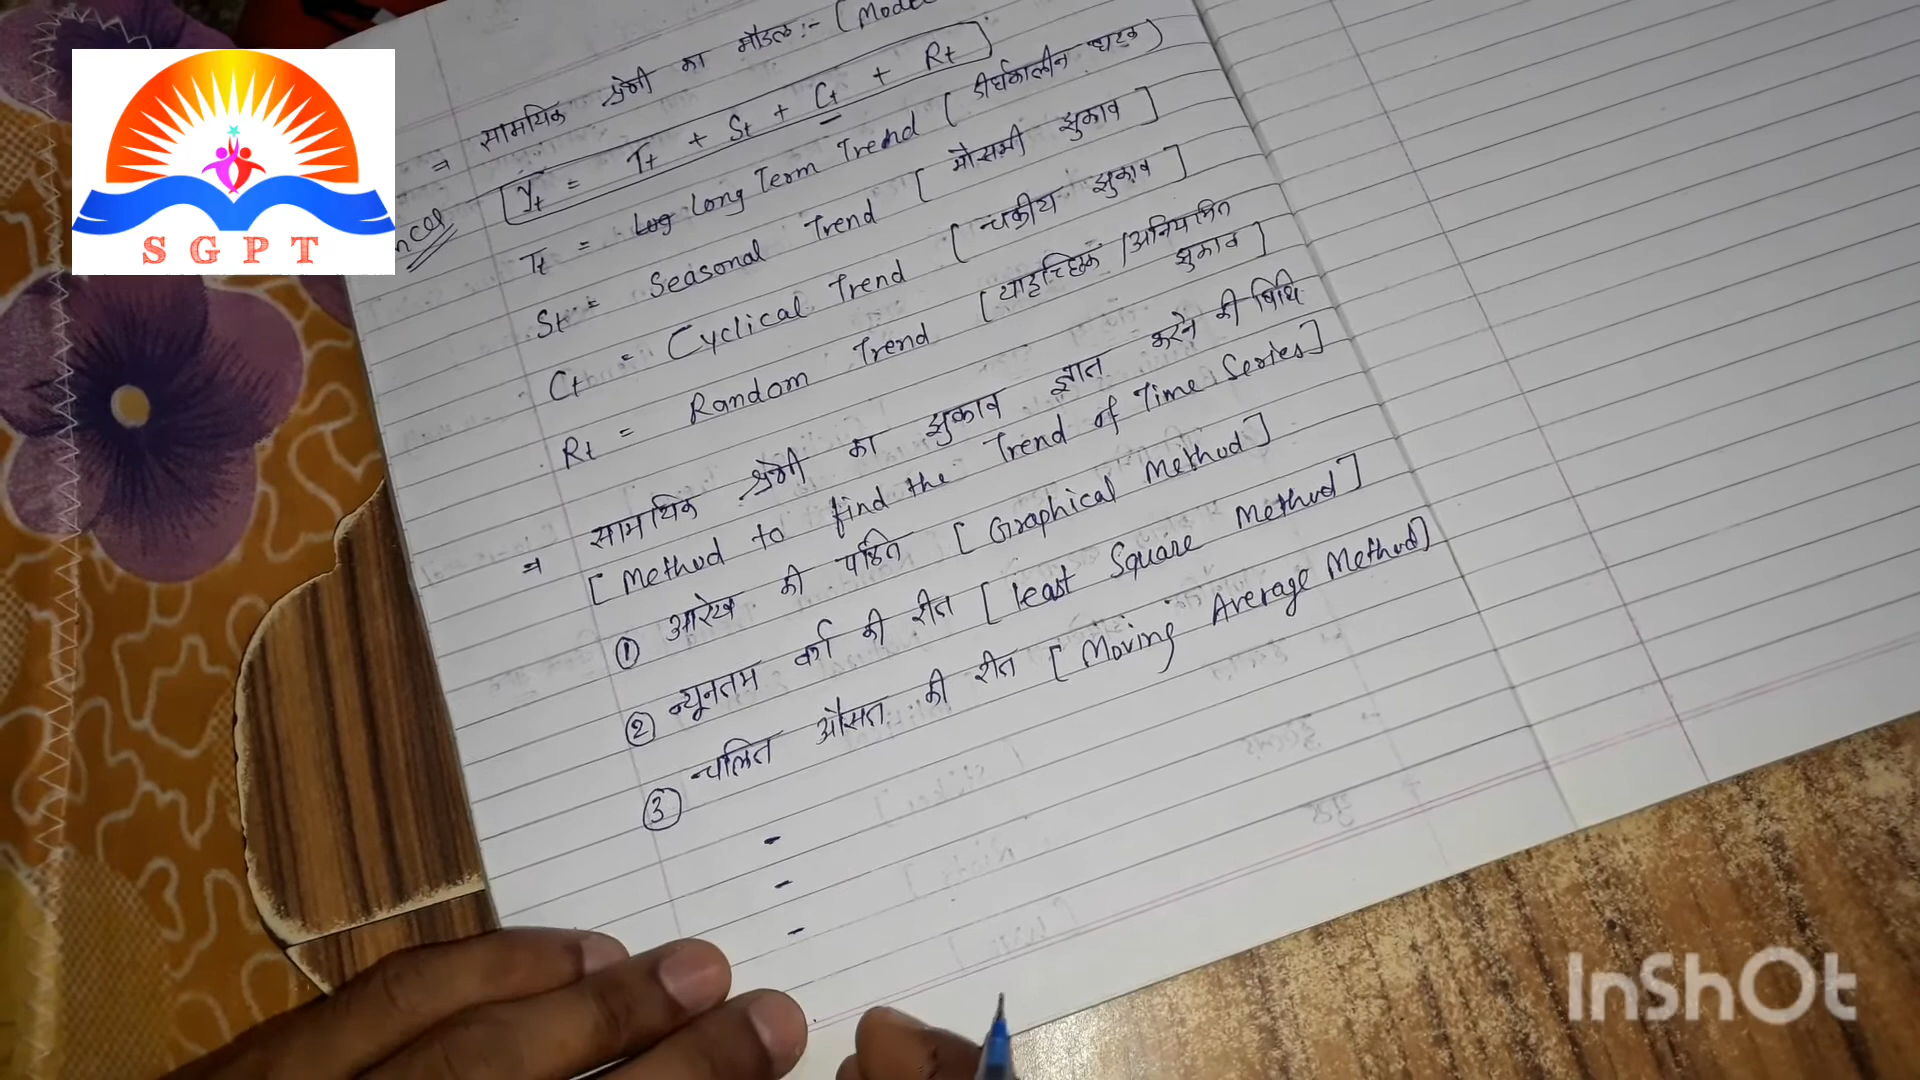 ⇒ सामयिक श्रेणी का मोडल :- [Model
[Yt = Tt + St + Ct + Rt]
Tt = Long Term Trend [दीर्घकालीन घटक)
St = Seasonal Trend [मौसमी झुकाव]
Ct = Cyclical Trend [चक्रीय झुकाव]
Rt = Random Trend [यादृच्छिक / अनियमित
झुकाव]
⇒ सामयिक श्रेणी का झुकाव ज्ञात करने की विधि
[Method to find the Trend of Time Series]
① आरेख की पद्धति [Graphical Method]
② न्यूनतम वर्ग की रीत [least Square Method]
③ चलित औसत की रीत [Moving Average Method]
-
-
-
SGPT
InShOt